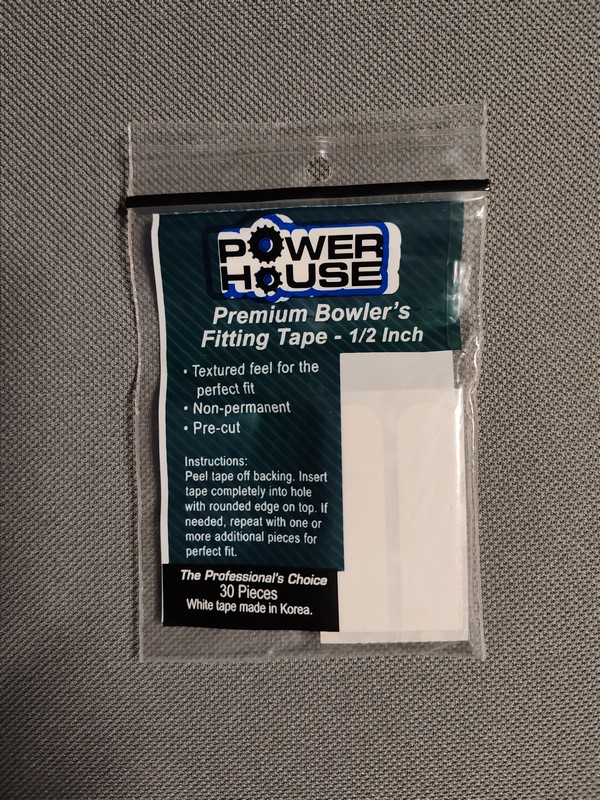 POWER
HOUSE
Premium Bowler's
Fitting Tape - 1/2 Inch
• Textured feel for the
perfect fit
• Non-permanent
• Pre-cut
Instructions:
Peel tape off backing. Insert
tape completely into hole
with rounded edge on top. If
needed, repeat with one or
more additional pieces for
perfect fit.
The Professional's Choice
30 Pieces
White tape made in Korea.